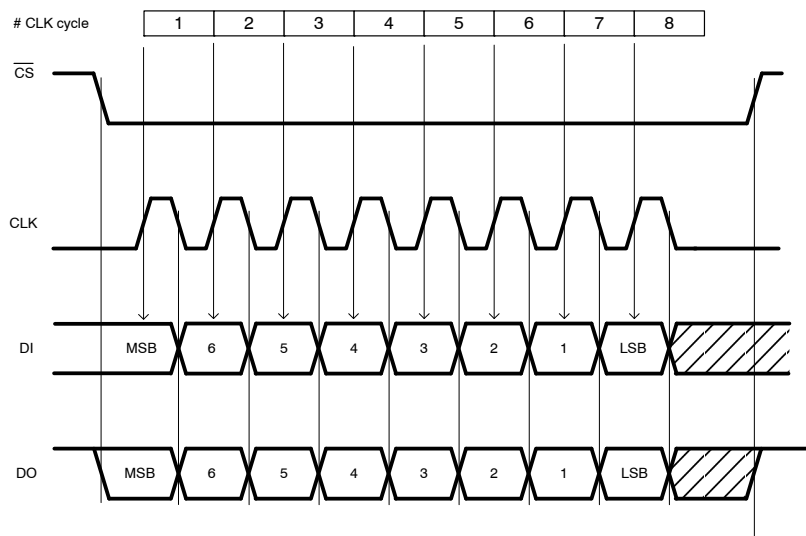 # CLK cycle 1 2 3 4 5 6 7 8
CS
CLK
DI MSB 6 5 4 3 2 1 LSB
DO MSB 6 5 4 3 2 1 LSB